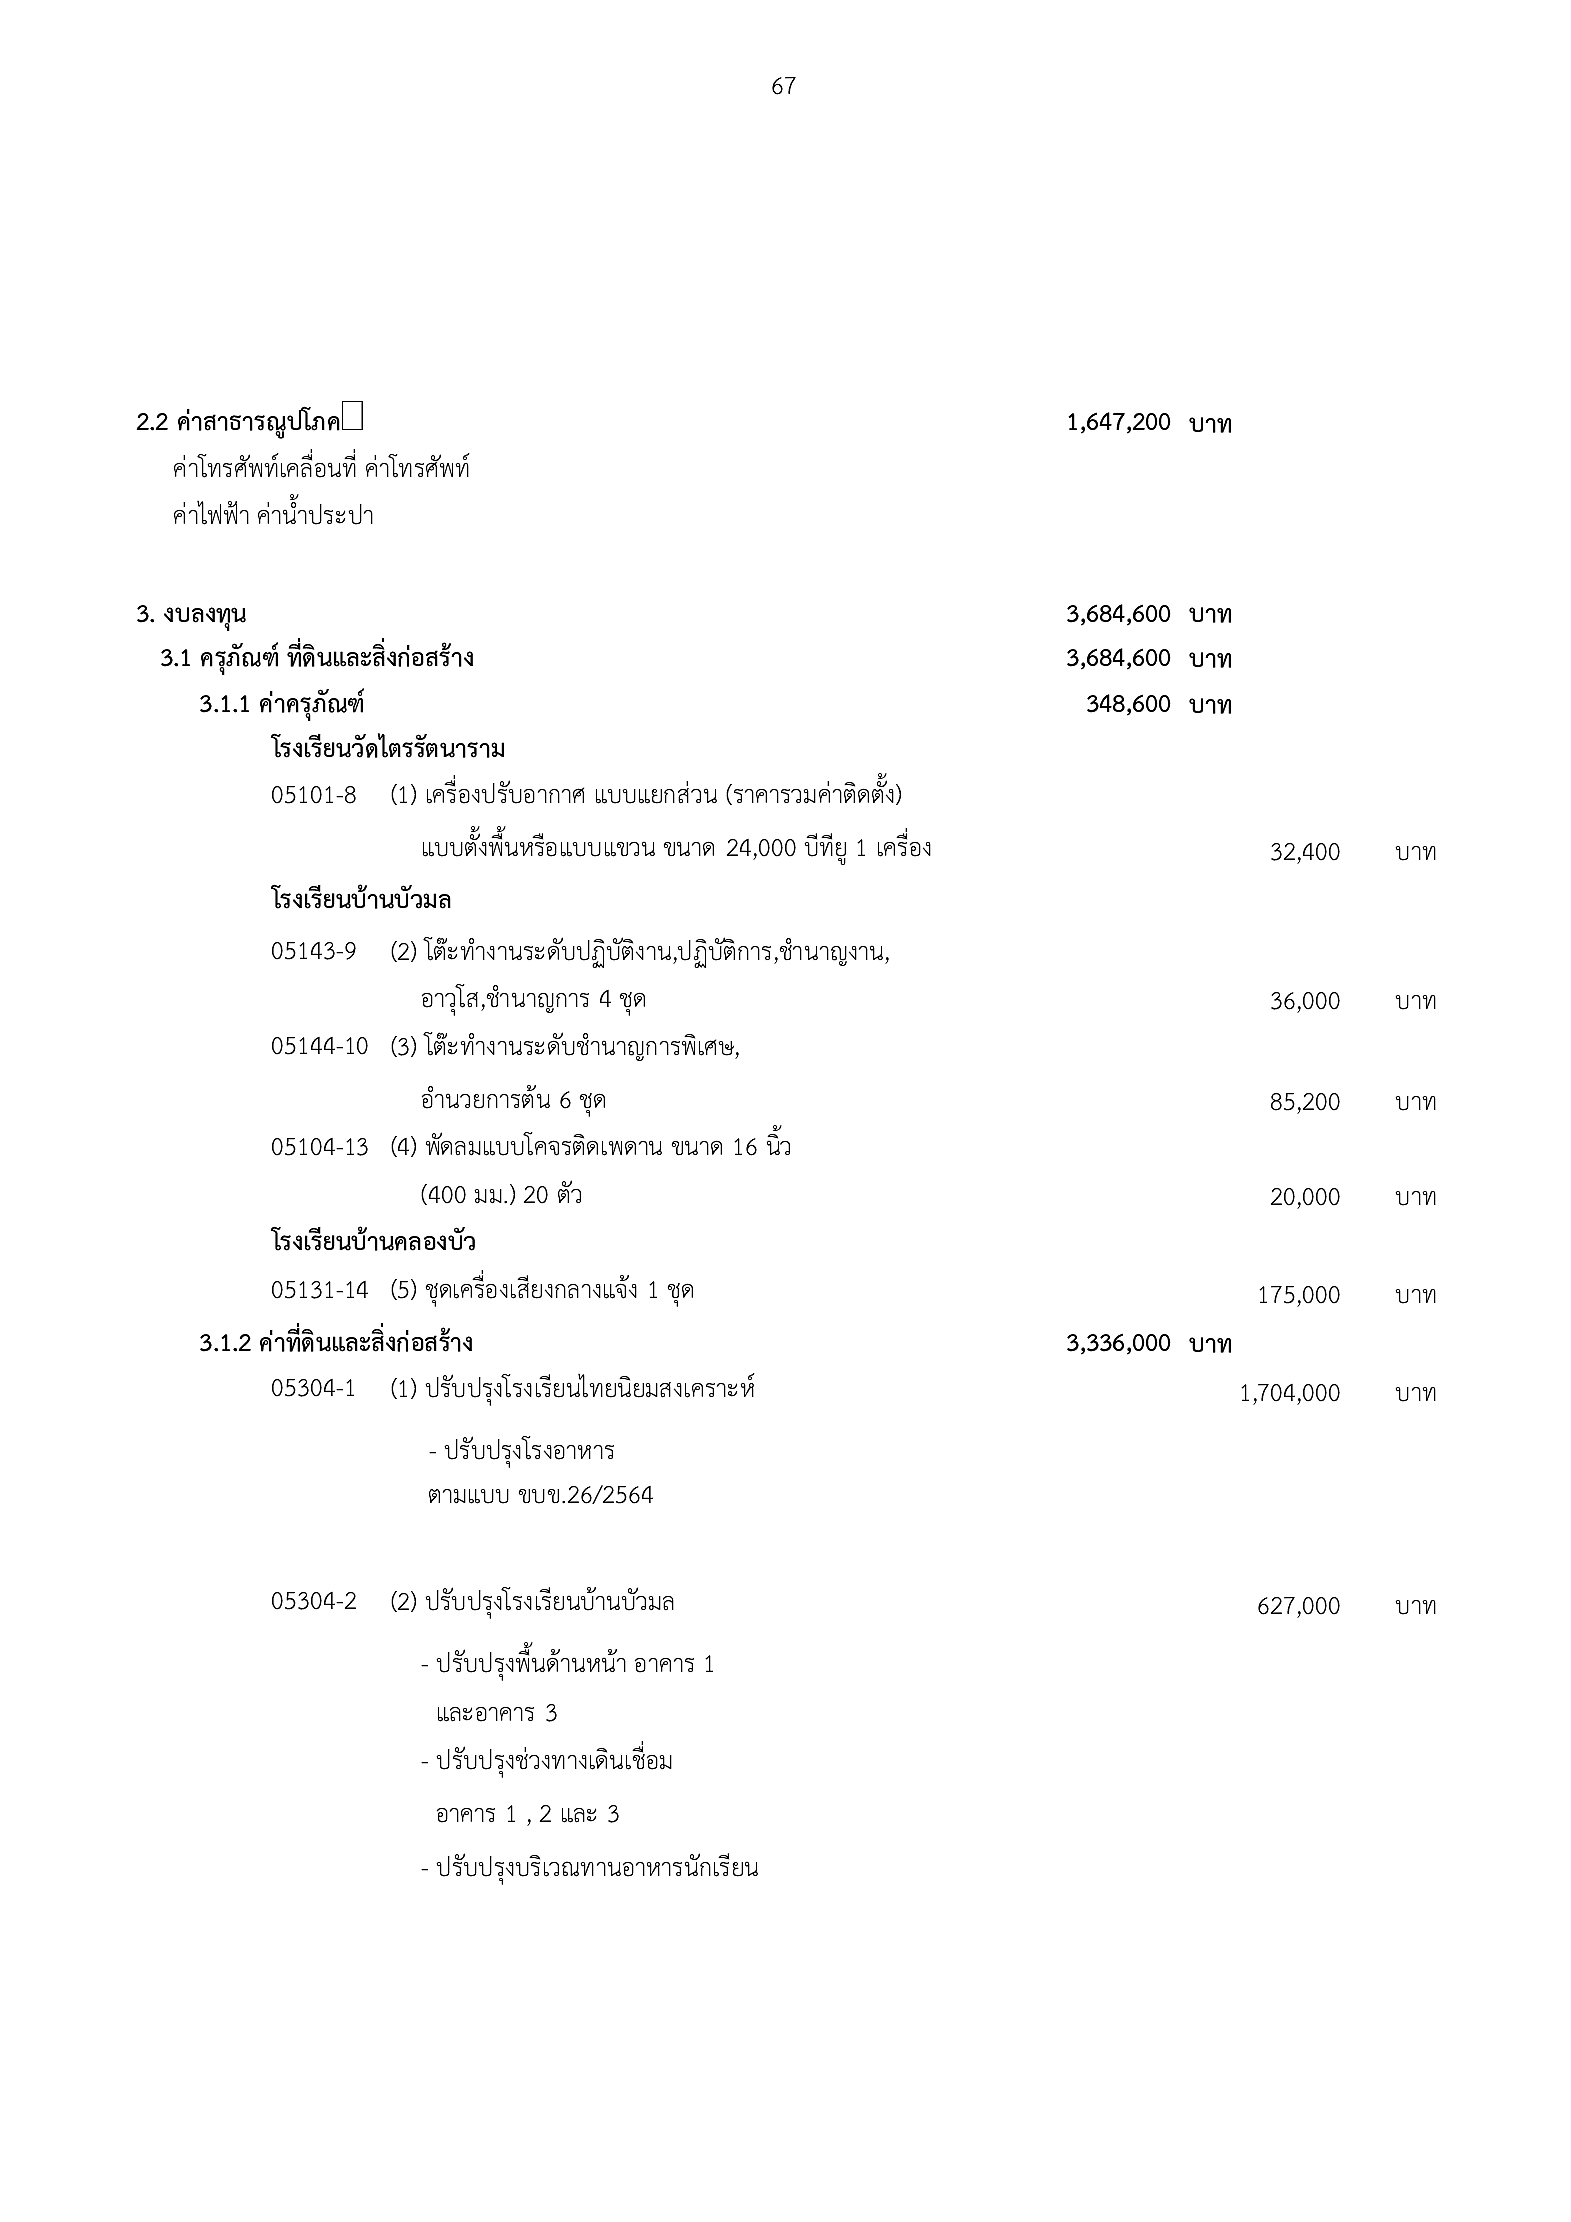 67
2.2 ค่าสาธารณูปโภค 1,647,200 บาท
ค่าโทรศัพท์เคลื่อนที่ ค่าโทรศัพท์
ค่าไฟฟ้า ค่าน้ำประปา
3. งบลงทุน 3,684,600 บาท
3.1 ครุภัณฑ์ ที่ดินและสิ่งก่อสร้าง 3,684,600 บาท
3.1.1 ค่าครุภัณฑ์ 348,600 บาท
โรงเรียนวัดไตรรัตนาราม
05101-8 (1) เครื่องปรับอากาศ แบบแยกส่วน (ราคารวมค่าติดตั้ง)
แบบตั้งพื้นหรือแบบแขวน ขนาด 24,000 บีทียู 1 เครื่อง 32,400 บาท
โรงเรียนบ้านบัวมล
05143-9 (2) โต๊ะทำงานระดับปฏิบัติงาน,ปฏิบัติการ,ชำนาญงาน,
อาวุโส,ชำนาญการ 4 ชุด 36,000 บาท
05144-10 (3) โต๊ะทำงานระดับชำนาญการพิเศษ,
อำนวยการต้น 6 ชุด 85,200 บาท
05104-13 (4) พัดลมแบบโคจรติดเพดาน ขนาด 16 นิ้ว
(400 มม.) 20 ตัว 20,000 บาท
โรงเรียนบ้านคลองบัว
05131-14 (5) ชุดเครื่องเสียงกลางแจ้ง 1 ชุด 175,000 บาท
3.1.2 ค่าที่ดินและสิ่งก่อสร้าง 3,336,000 บาท
05304-1 (1) ปรับปรุงโรงเรียนไทยนิยมสงเคราะห์ 1,704,000 บาท
- ปรับปรุงโรงอาหาร
ตามแบบ ขบข.26/2564
05304-2 (2) ปรับปรุงโรงเรียนบ้านบัวมล 627,000 บาท
- ปรับปรุงพื้นด้านหน้า อาคาร 1
และอาคาร 3
- ปรับปรุงช่วงทางเดินเชื่อม
อาคาร 1 , 2 และ 3
- ปรับปรุงบริเวณทานอาหารนักเรียน